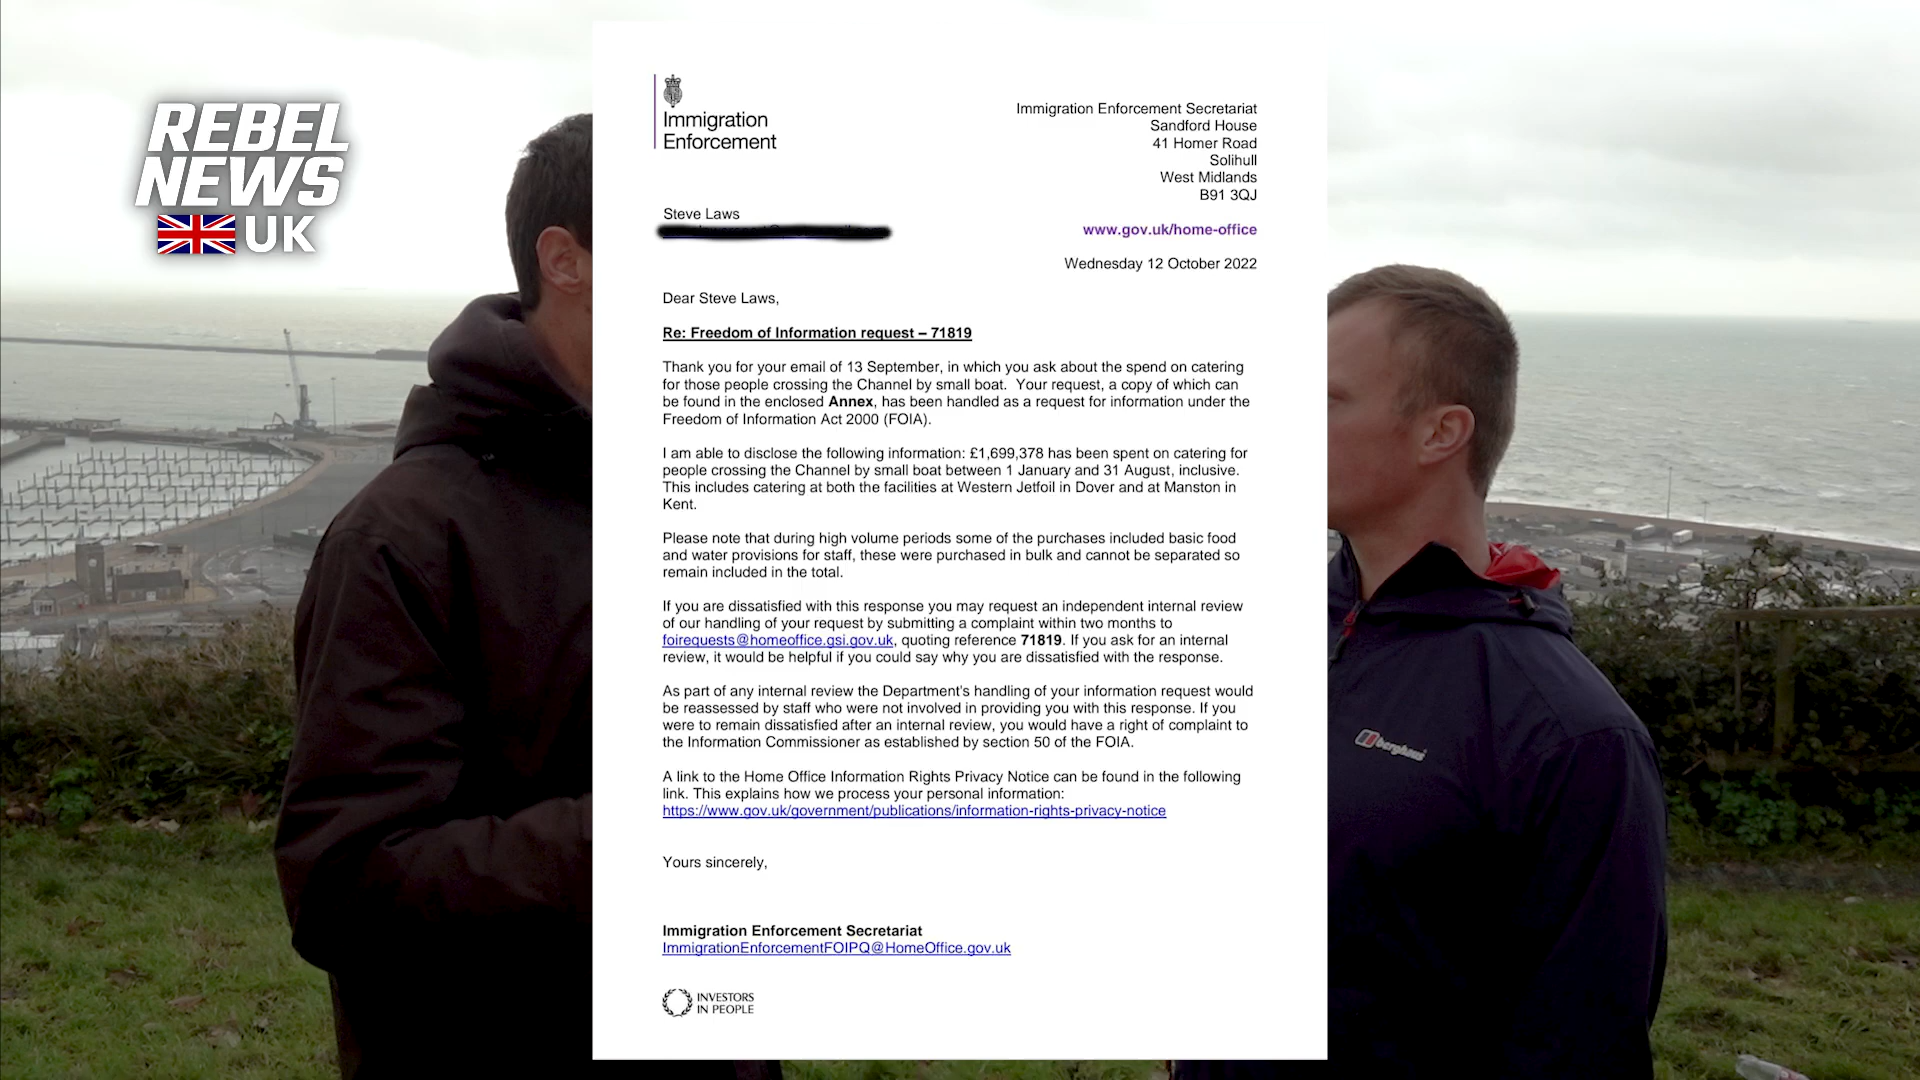 REBEL
NEWS
UK
Immigration
Enforcement
Immigration Enforcement Secretariat
Sandford House
41 Homer Road
Solihull
West Midlands
B91 3QJ
Steve Laws
www.gov.uk/home-office
Wednesday 12 October 2022
Dear Steve Laws,
Re: Freedom of Information request – 71819
Thank you for your email of 13 September, in which you ask about the spend on catering
for those people crossing the Channel by small boat. Your request, a copy of which can
be found in the enclosed Annex, has been handled as a request for information under the
Freedom of Information Act 2000 (FOIA).
I am able to disclose the following information: £1,699,378 has been spent on catering for
people crossing the Channel by small boat between 1 January and 31 August, inclusive.
This includes catering at both the facilities at Western Jetfoil in Dover and at Manston in
Kent.
Please note that during high volume periods some of the purchases included basic food
and water provisions for staff, these were purchased in bulk and cannot be separated so
remain included in the total.
If you are dissatisfied with this response you may request an independent internal review
of our handling of your request by submitting a complaint within two months to
foirequests@homeoffice.gsi.gov.uk, quoting reference 71819. If you ask for an internal
review, it would be helpful if you could say why you are dissatisfied with the response.
As part of any internal review the Department's handling of your information request would
be reassessed by staff who were not involved in providing you with this response. If you
were to remain dissatisfied after an internal review, you would have a right of complaint to
the Information Commissioner as established by section 50 of the FOIA.
A link to the Home Office Information Rights Privacy Notice can be found in the following
link. This explains how we process your personal information:
https://www.gov.uk/government/publications/information-rights-privacy-notice
Yours sincerely,
Immigration Enforcement Secretariat
ImmigrationEnforcementFOIPQ@HomeOffice.gov.uk
INVESTORS
IN PEOPLE
berghaus